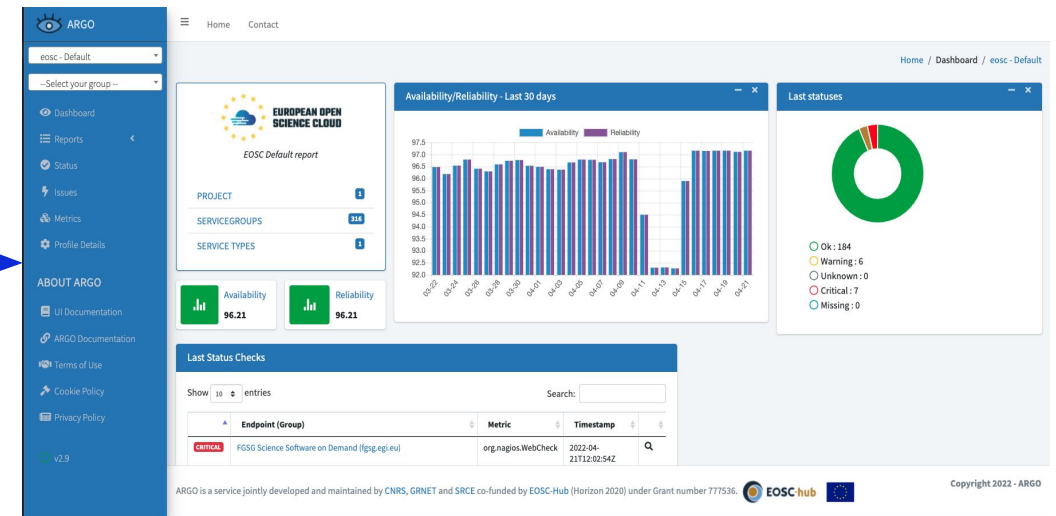 ARGO
Home Contact
eosc - Default
--Select your group --
Dashboard
Reports
Status
Issues
Metrics
Profile Details
ABOUT ARGO
UI Documentation
ARGO Documentation
Terms of Use
Cookie Policy
Privacy Policy
v2.9
Home / Dashboard / eosc - Default
EUROPEAN OPEN
SCIENCE CLOUD
EOSC Default report
PROJECT 1
SERVICEGROUPS 316
SERVICE TYPES 1
Availability
96.21
Reliability
96.21
Availability/Reliability - Last 30 days
Availability Reliability
97.5
97.0
96.5
96.0
95.5
95.0
94.5
94.0
93.5
93.0
92.5
92.0
03-22 03-24 03-26 03-28 03-30 04-01 04-03 04-05 04-07 04-09 04-11 04-13 04-15 04-17 04-19 04-21
Last statuses
Ok : 184
Warning : 6
Unknown : 0
Critical : 7
Missing : 0
Last Status Checks
Show 10 entries Search:
Endpoint (Group) Metric Timestamp
CRITICAL FGSG Science Software on Demand (fgsg.egi.eu) org.nagios.WebCheck 2022-04-
21T12:02:54Z
ARGO is a service jointly developed and maintained by CNRS, GRNET and SRCE co-funded by EOSC-Hub (Horizon 2020) under Grant number 777536. EOSC-hub Copyright 2022 - ARGO